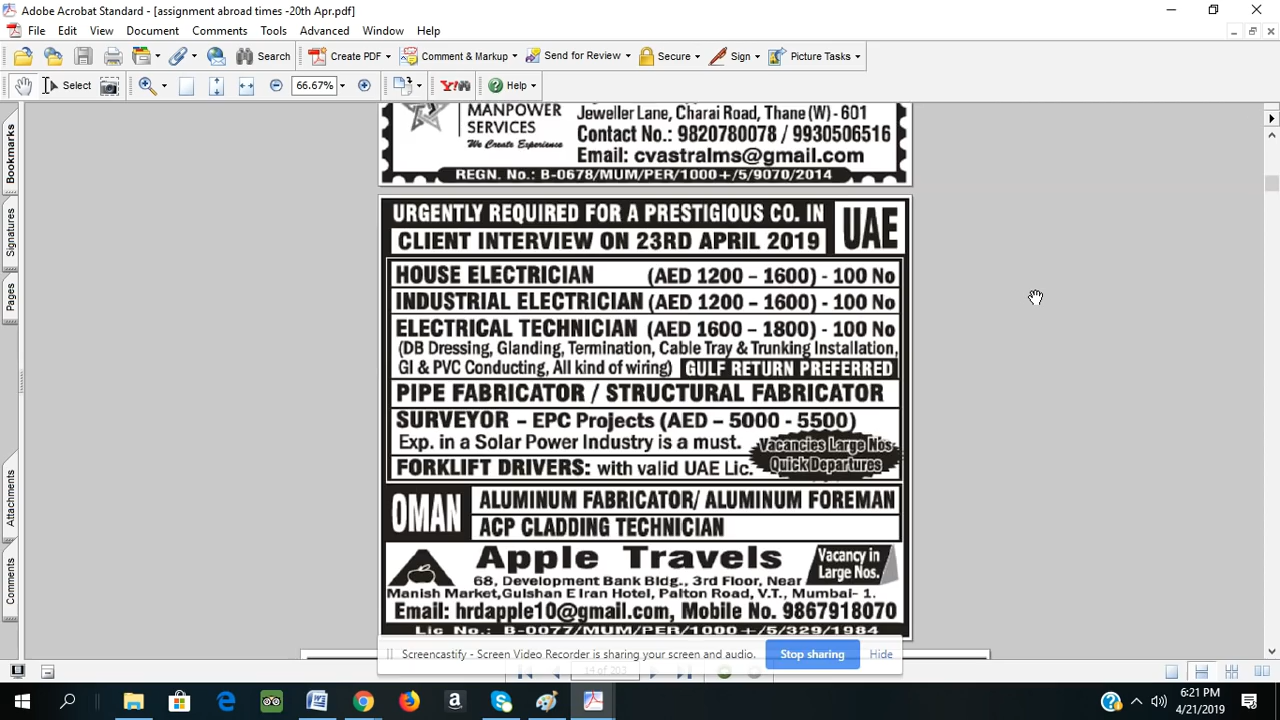 Adobe Acrobat Standard - [assignment abroad times -20th Apr.pdf]
File Edit View Document Comments Tools Advanced Window Help
Search Create PDF Comment & Markup Send for Review Secure Sign Picture Tasks
Select 66.67% Y! Help
Bookmarks
Signatures
Pages
Attachments
Comments
MANPOWER
SERVICES
We Create Experience
Jeweller Lane, Charai Road, Thane (W) - 601
Contact No.: 9820780078 / 9930506516
Email: cvastralms@gmail.com
REGN. No.: B-0678/MUM/PER/1000+/5/9070/2014
URGENTLY REQUIRED FOR A PRESTIGIOUS CO. IN UAE
CLIENT INTERVIEW ON 23RD APRIL 2019
HOUSE ELECTRICIAN (AED 1200 – 1600) - 100 No
INDUSTRIAL ELECTRICIAN (AED 1200 – 1600) - 100 No
ELECTRICAL TECHNICIAN (AED 1600 – 1800) - 100 No
(DB Dressing, Glanding, Termination, Cable Tray & Trunking Installation,
GI & PVC Conducting, All kind of wiring) GULF RETURN PREFERRED
PIPE FABRICATOR / STRUCTURAL FABRICATOR
SURVEYOR – EPC Projects (AED – 5000 - 5500)
Exp. in a Solar Power Industry is a must.
Vacancies Large Nos
Quick Departures
FORKLIFT DRIVERS: with valid UAE Lic.
OMAN
ALUMINUM FABRICATOR/ ALUMINUM FOREMAN
ACP CLADDING TECHNICIAN
Apple Travels
Vacancy in
Large Nos.
68, Development Bank Bldg., 3rd Floor, Near
Manish Market,Gulshan E Iran Hotel, Palton Road, V.T., Mumbai- 1.
Email: hrdapple10@gmail.com, Mobile No. 9867918070
Lic No.: B-0077/MUM/PER/1000+/5/329/1984
Screencastify - Screen Video Recorder is sharing your screen and audio. Stop sharing Hide
14 of 203
6:21 PM
4/21/2019